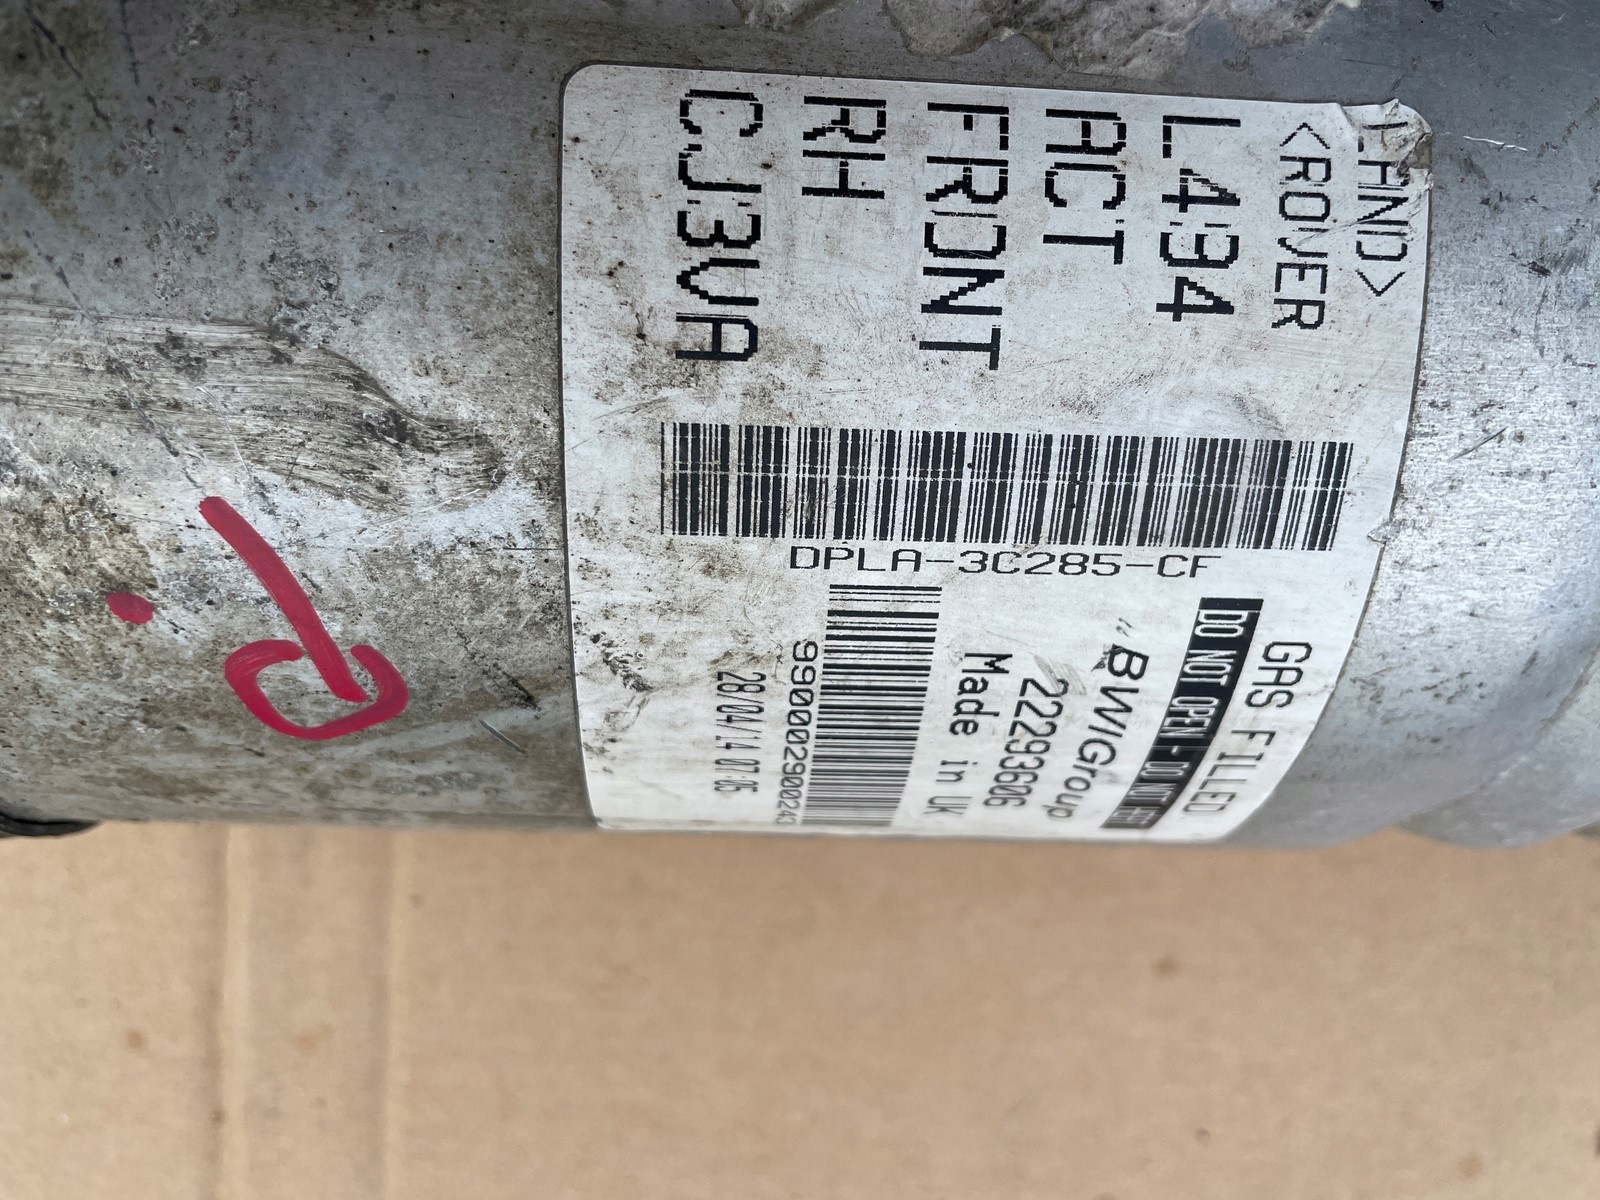 LAND>
<ROVER
L494
ACT
FRONT
RH
CJ3VA
DPLA-3C285-CF
GAS FILLED
DO NOT OPEN - DO NOT
BWIGroup
22293606
Made in UK
990000290024
28/04/14 07:05